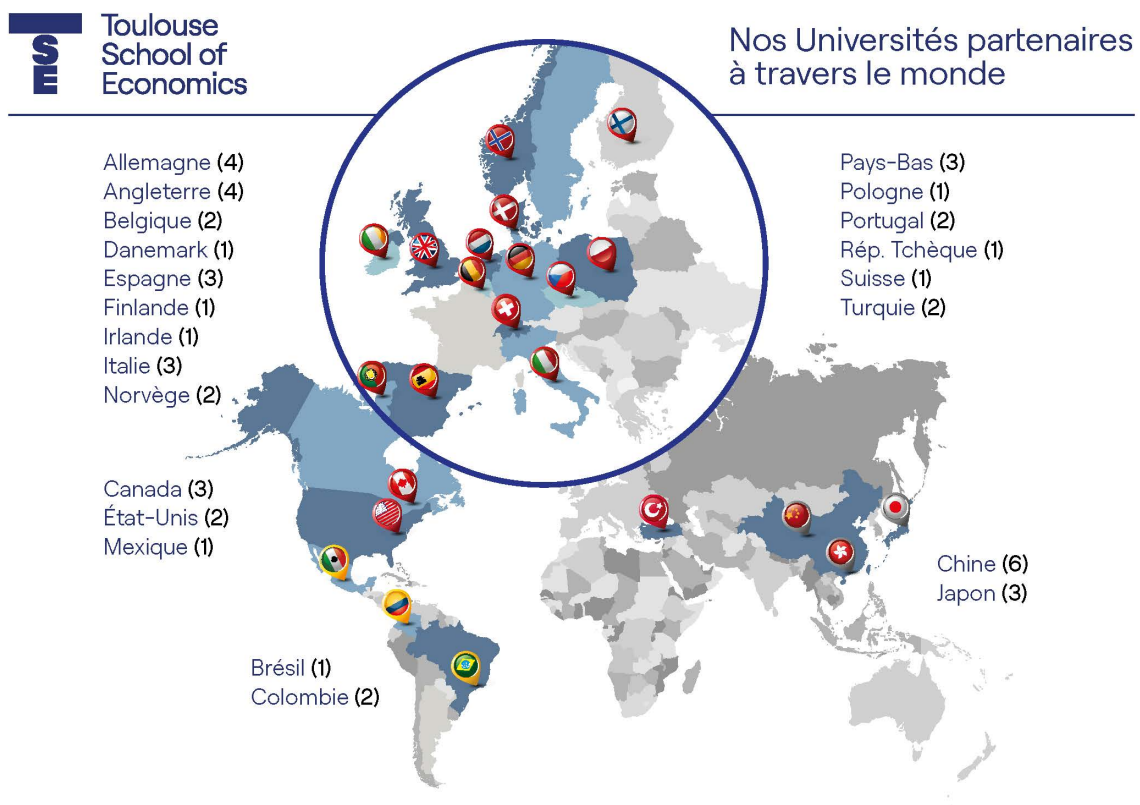 TSE
Toulouse
School of
Economics
Nos Universités partenaires
à travers le monde
Allemagne (4)
Angleterre (4)
Belgique (2)
Danemark (1)
Espagne (3)
Finlande (1)
Irlande (1)
Italie (3)
Norvège (2)
Pays-Bas (3)
Pologne (1)
Portugal (2)
Rép. Tchèque (1)
Suisse (1)
Turquie (2)
Canada (3)
État-Unis (2)
Mexique (1)
Chine (6)
Japon (3)
Brésil (1)
Colombie (2)